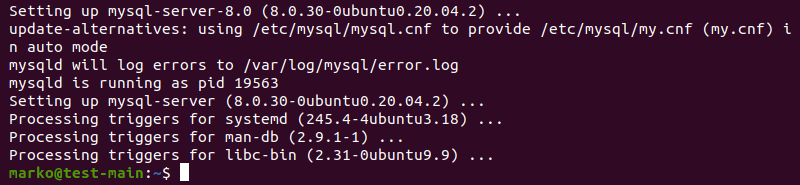 Setting up mysql-server-8.0 (8.0.30-0ubuntu0.20.04.2) ...
update-alternatives: using /etc/mysql/mysql.cnf to provide /etc/mysql/my.cnf (my.cnf) i
n auto mode
mysqld will log errors to /var/log/mysql/error.log
mysqld is running as pid 19563
Setting up mysql-server (8.0.30-0ubuntu0.20.04.2) ...
Processing triggers for systemd (245.4-4ubuntu3.18) ...
Processing triggers for man-db (2.9.1-1) ...
Processing triggers for libc-bin (2.31-0ubuntu9.9) ...
marko@test-main:~$